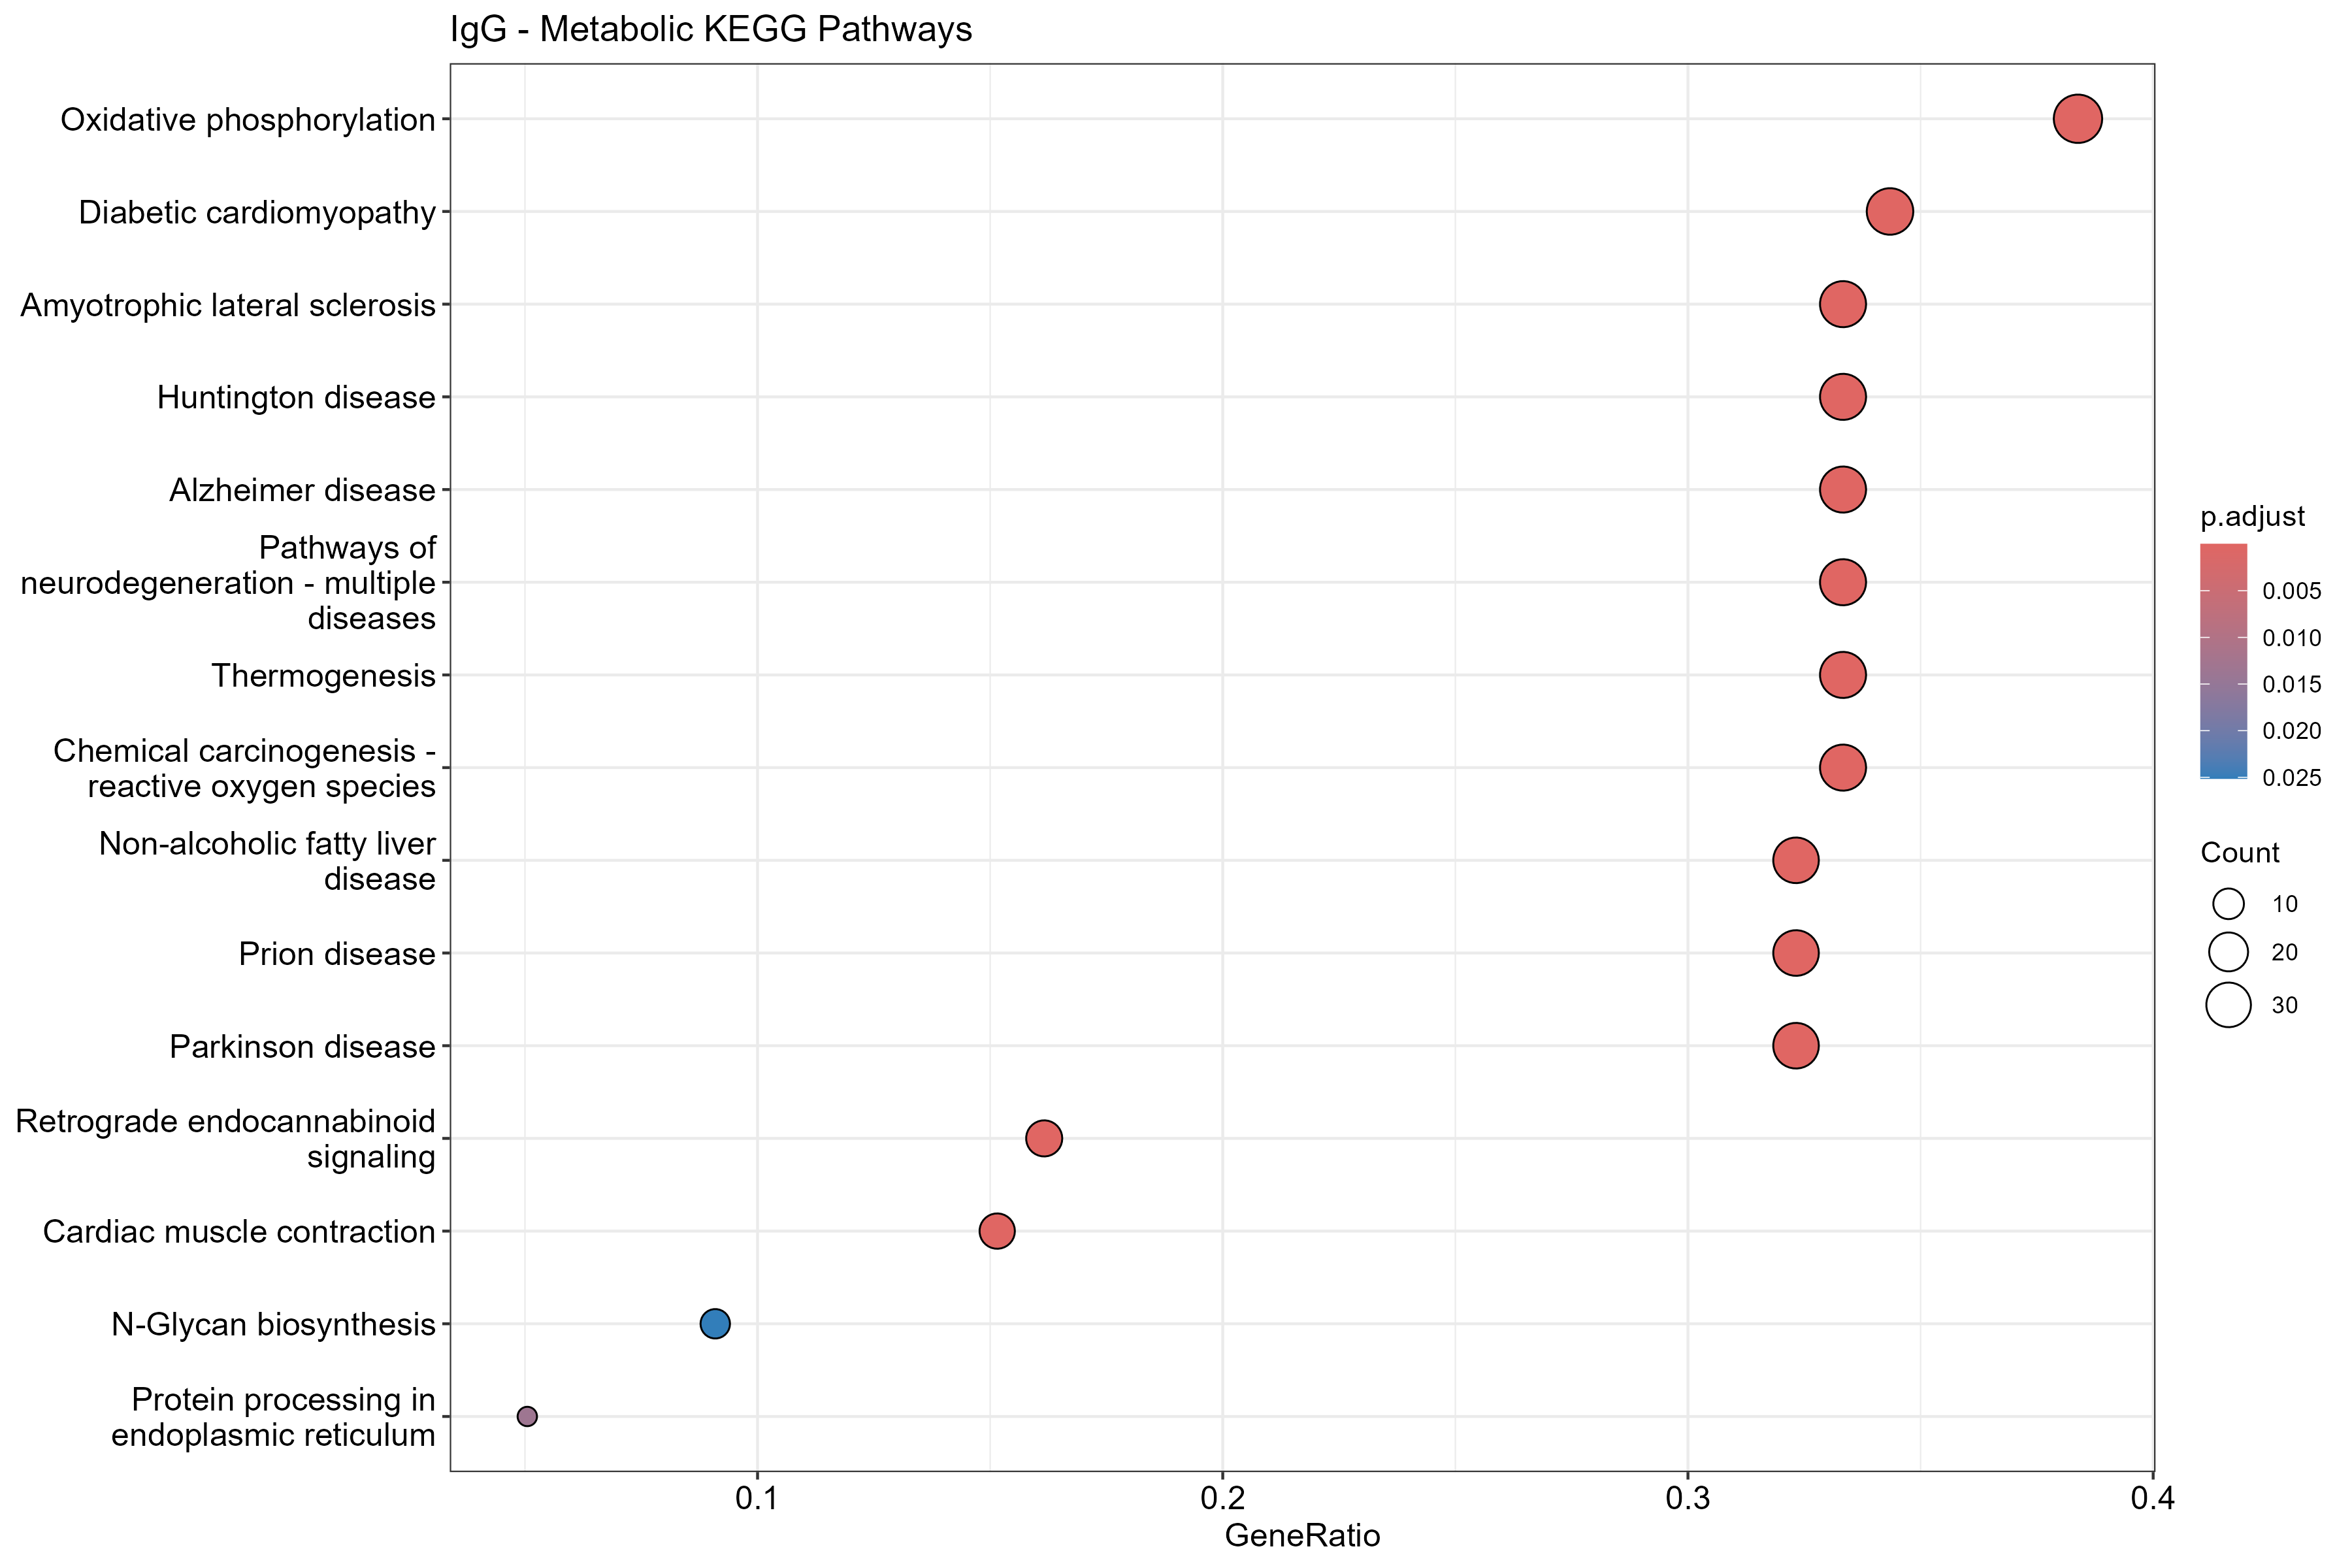 IgG - Metabolic KEGG Pathways
Oxidative phosphorylation
Diabetic cardiomyopathy
Amyotrophic lateral sclerosis
Huntington disease
Alzheimer disease
Pathways of
neurodegeneration - multiple
diseases
Thermogenesis
Chemical carcinogenesis -
reactive oxygen species
Non-alcoholic fatty liver
disease
Prion disease
Parkinson disease
Retrograde endocannabinoid
signaling
Cardiac muscle contraction
N-Glycan biosynthesis
Protein processing in
endoplasmic reticulum
0.1 0.2 0.3 0.4
GeneRatio
p.adjust
0.005
0.010
0.015
0.020
0.025
Count
10
20
30